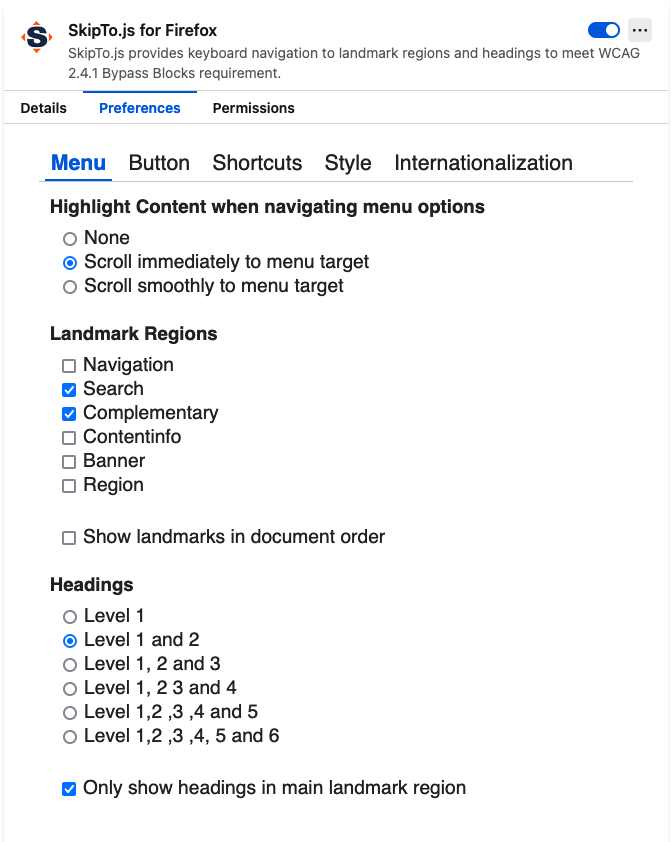 S
SkipTo.js for Firefox
SkipTo.js provides keyboard navigation to landmark regions and headings to meet WCAG
2.4.1 Bypass Blocks requirement.
Details Preferences Permissions
Menu Button Shortcuts Style Internationalization
Highlight Content when navigating menu options
None
Scroll immediately to menu target
Scroll smoothly to menu target
Landmark Regions
Navigation
Search
Complementary
Contentinfo
Banner
Region
Show landmarks in document order
Headings
Level 1
Level 1 and 2
Level 1, 2 and 3
Level 1, 2 3 and 4
Level 1,2 ,3 ,4 and 5
Level 1,2 ,3 ,4, 5 and 6
Only show headings in main landmark region